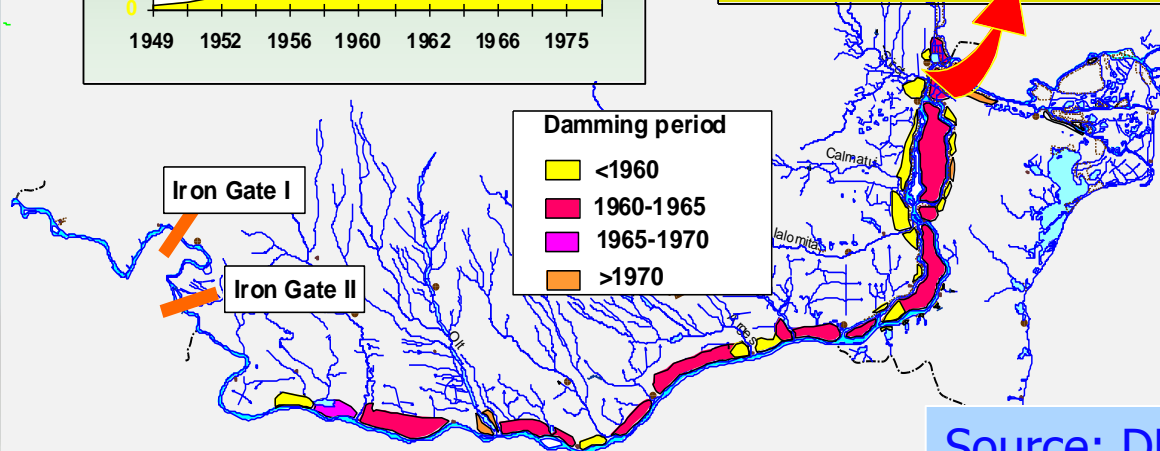 0
1949 1952 1956 1960 1962 1966 1975
Damming period
<1960
1960-1965
1965-1970
>1970
Iron Gate I
Iron Gate II
Calmatui
Ialomita
Olt
Source: